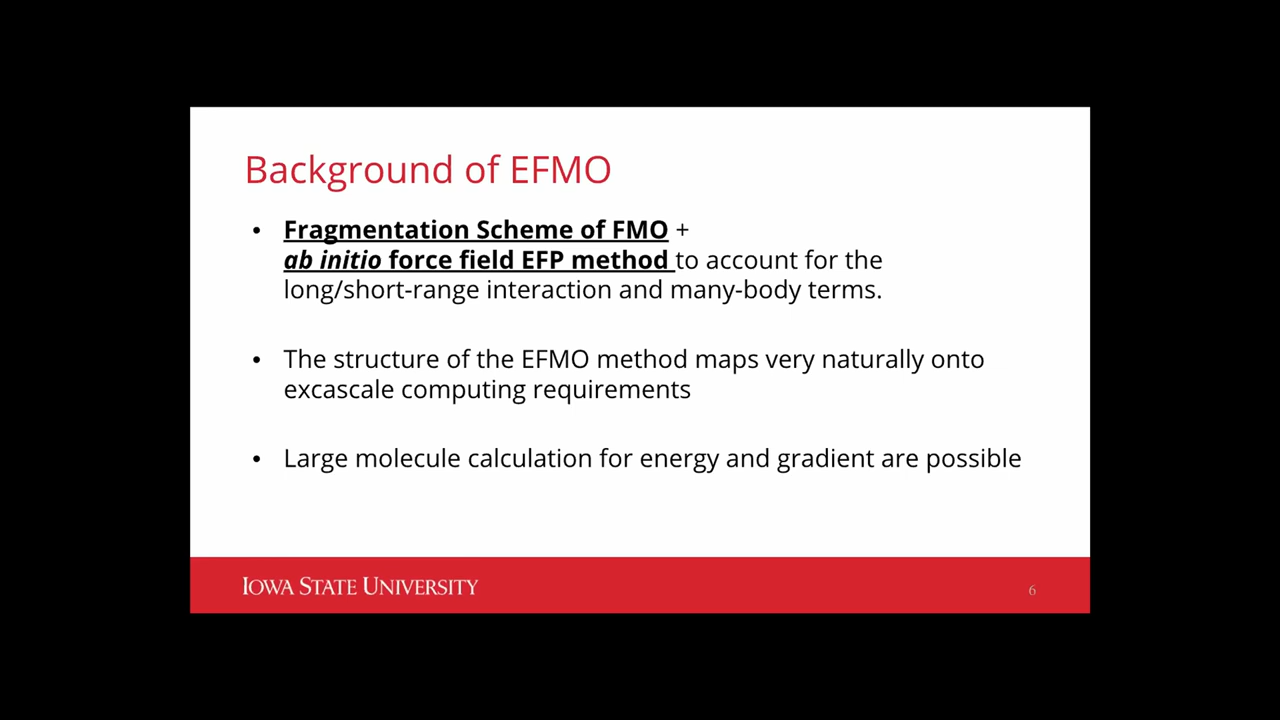 Background of EFMO
• Fragmentation Scheme of FMO +
ab initio force field EFP method to account for the
long/short-range interaction and many-body terms.
• The structure of the EFMO method maps very naturally onto
excascale computing requirements
• Large molecule calculation for energy and gradient are possible
IOWA STATE UNIVERSITY
6